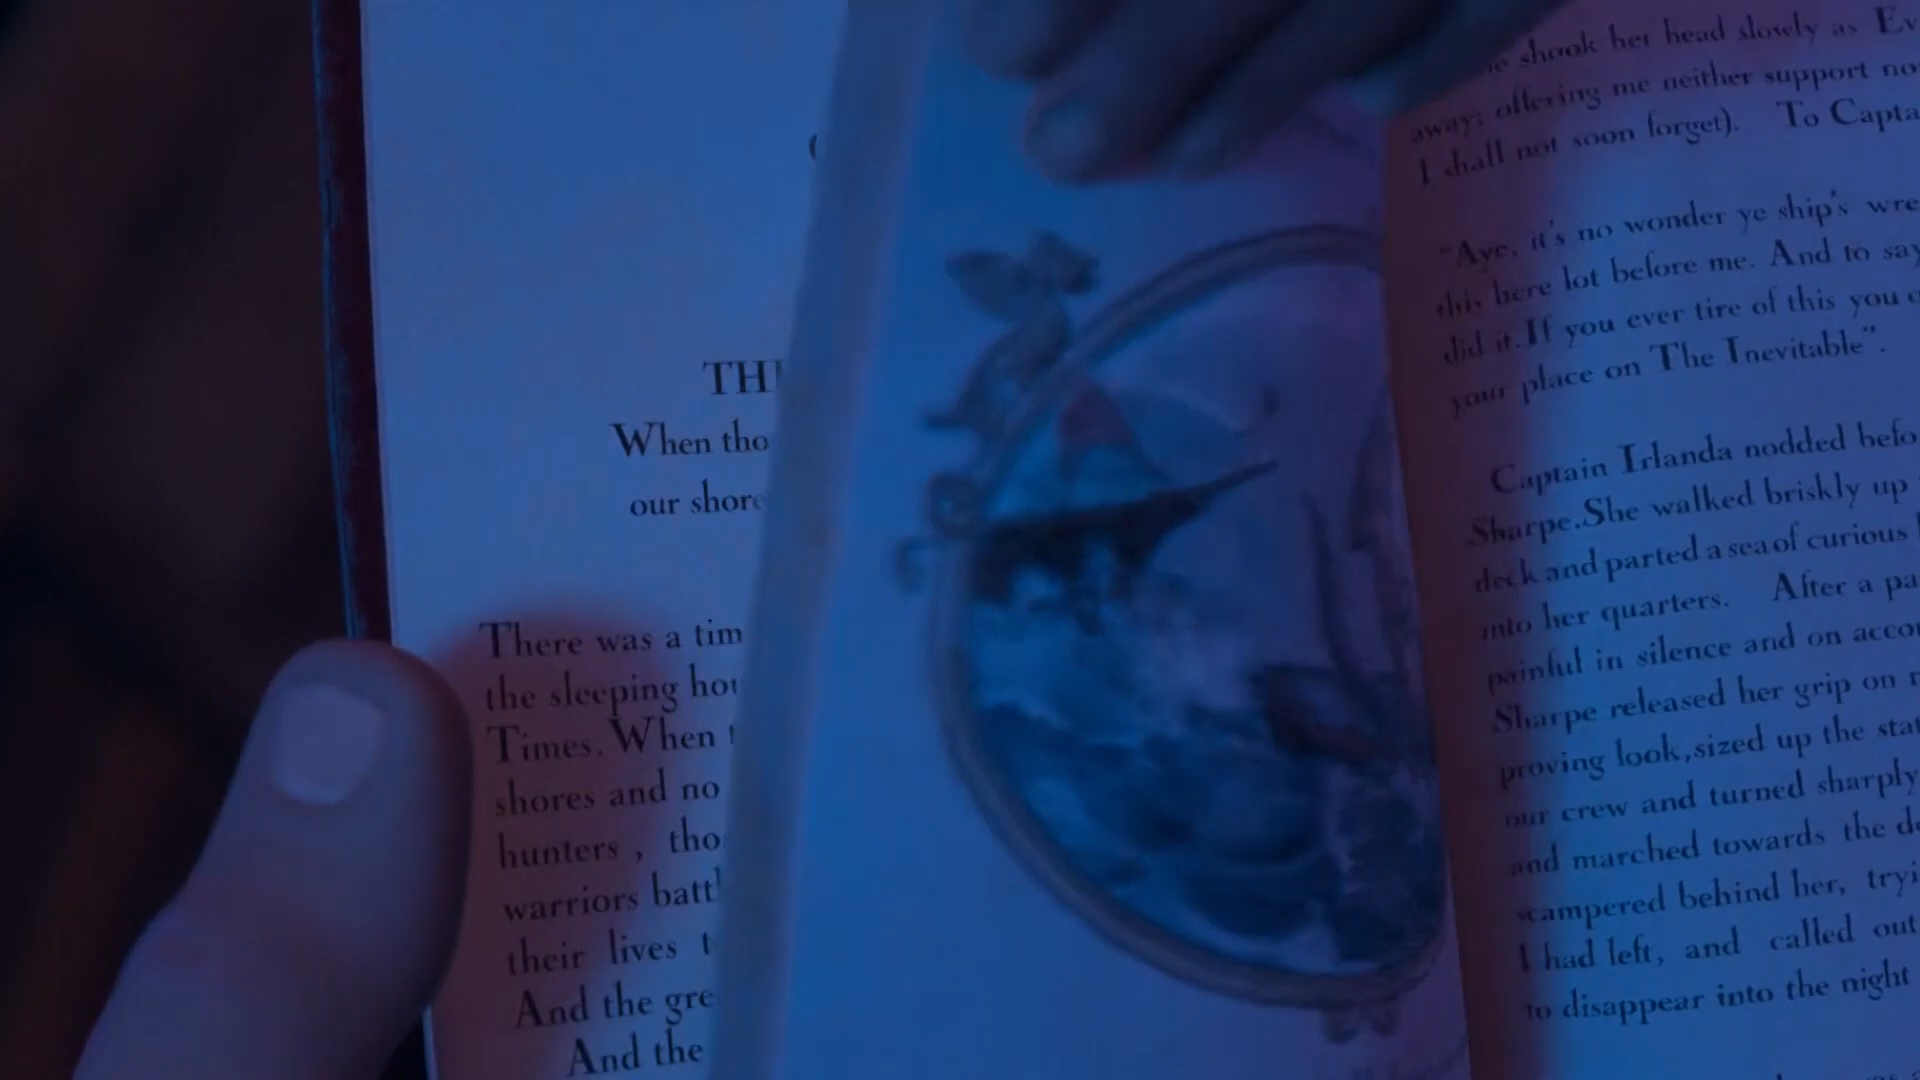 THE
When tho
our shore
There was a tim
the sleeping hou
Times. When t
shores and no
hunters , tho
warriors battl
their lives t
And the gre
And the
shook her head slowly as Ev
away; offering me neither support no
I shall not soon forget). To Capta
"Aye, it's no wonder ye ship's wre
this here lot before me. And to say
did it.If you ever tire of this you
your place on The Inevitable".
Captain Irlanda nodded befo
Sharpe.She walked briskly up
deck and parted a sea of curious
into her quarters. After a pa
painful in silence and on accor
Sharpe released her grip on
proving look,sized up the stat
our crew and turned sharply
and marched towards the de
scampered behind her, tryi
I had left, and called out
to disappear into the night